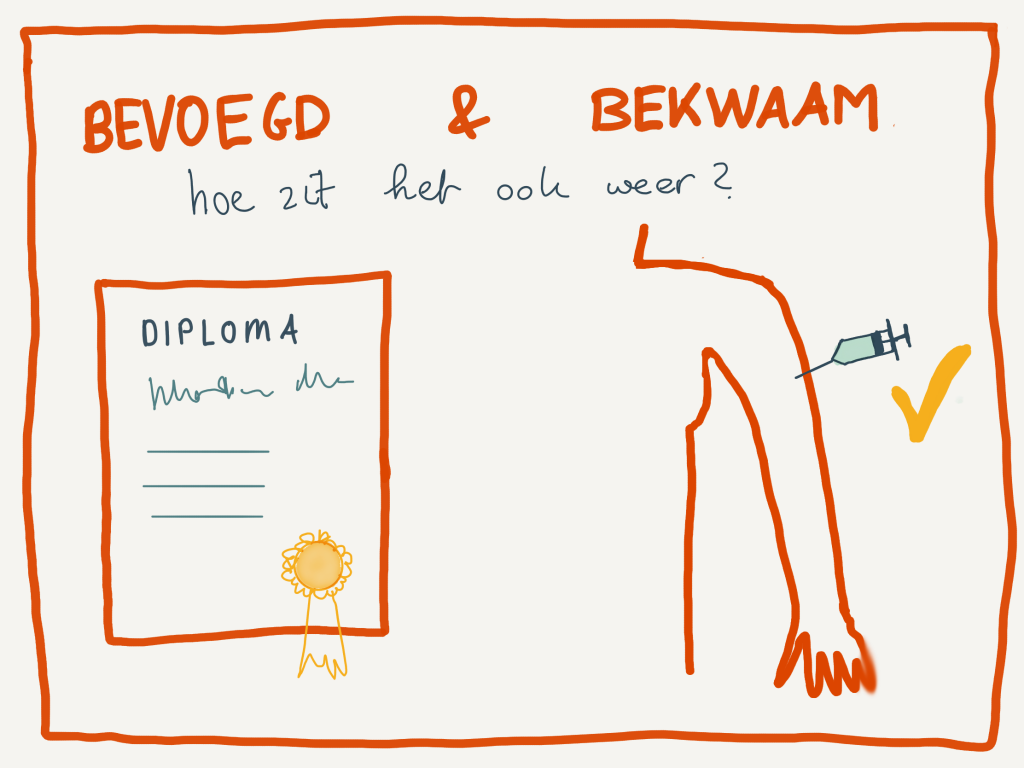 BEVOEGD & BEKWAAM
hoe zit het ook weer?
DIPLOMA